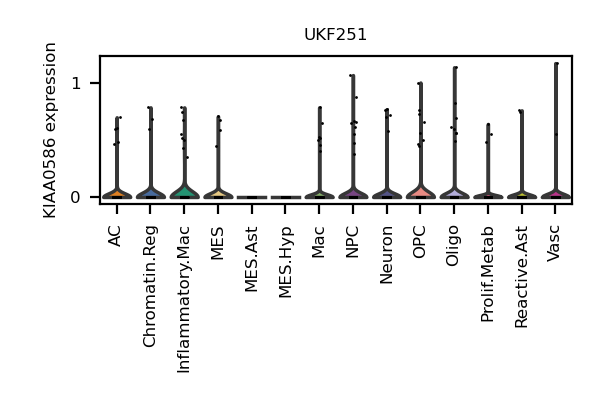 UKF251
KIAA0586 expression
1
0
AC
Chromatin.Reg
Inflammatory.Mac
MES
MES.Ast
MES.Hyp
Mac
NPC
Neuron
OPC
Oligo
Prolif.Metab
Reactive.Ast
Vasc